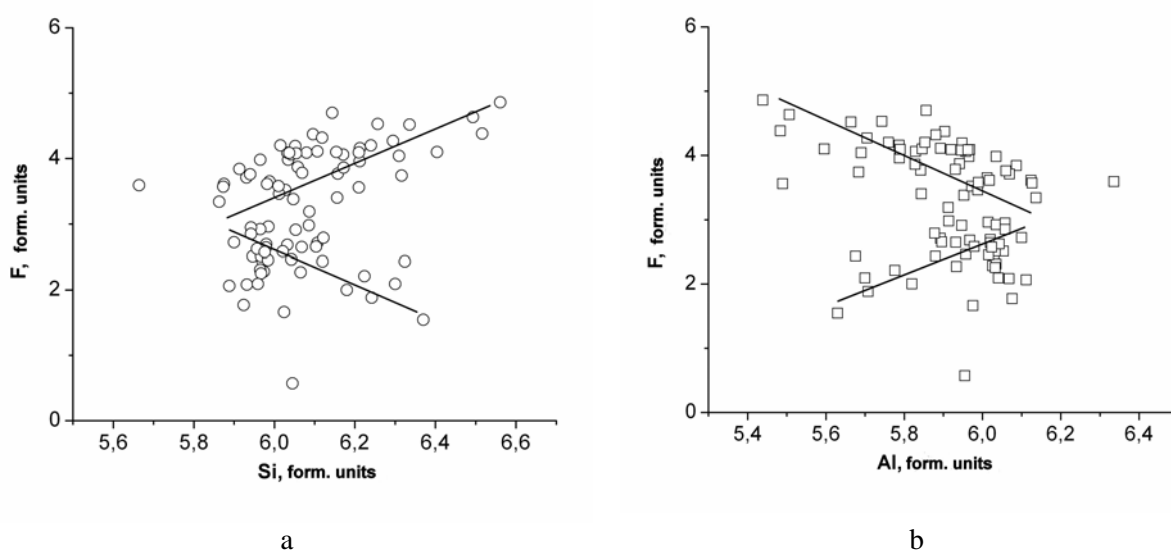 6
4
2
0
F, form. units
5,6 5,8 6,0 6,2 6,4 6,6
Si, form. units
a
6
4
2
0
F, form. units
5,4 5,6 5,8 6,0 6,2 6,4
Al, form. units
b